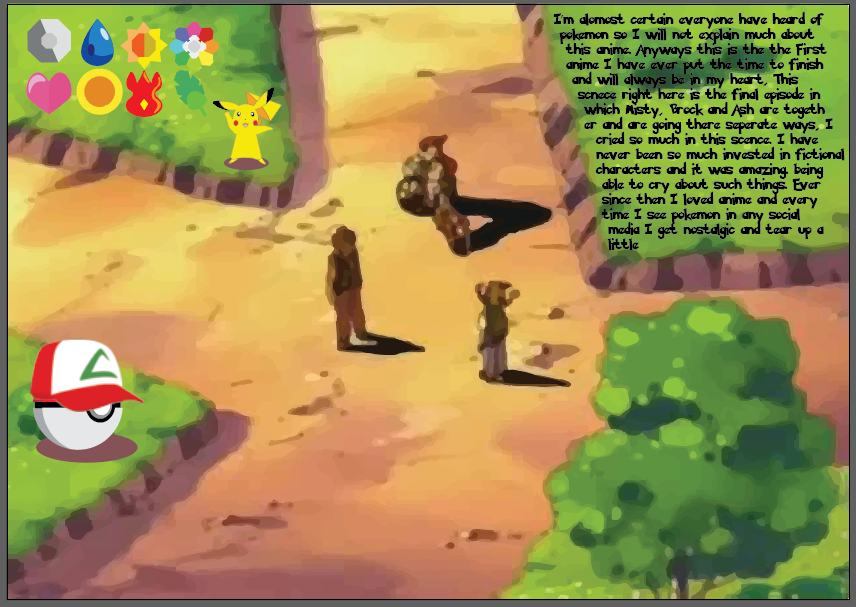 I'm alomost certain everyone have heard of
pokemon so I will not explain much about
this anime. Anyways this is the the First
anime I have ever put the time to finish
and will always be in my heart, This
scnece right here is the final episode in
which Misty, Brock and Ash are togeth
er and are going there seperate ways, I
cried so much in this scence. I have
never been so much invested in fictional
characters and it was amazing. being
able to cry about such things. Ever
since then I loved anime and every
time I see pokemon in any social
media I get nostalgic and tear up a
little